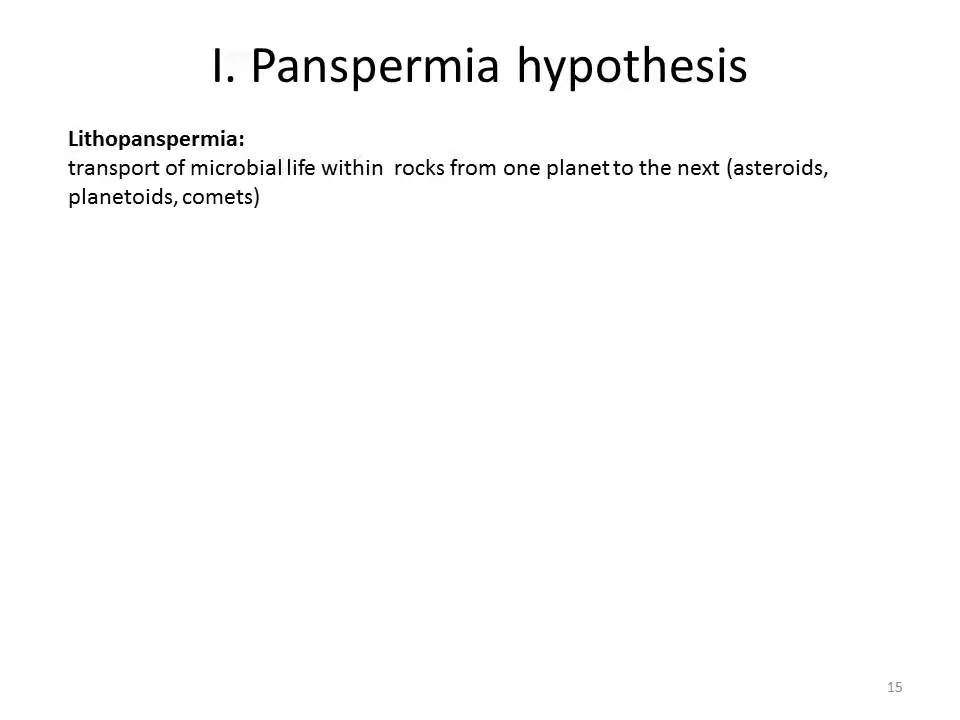 I. Panspermia hypothesis
Lithopanspermia:
transport of microbial life within  rocks from one planet to the next (asteroids,
planetoids, comets)
15